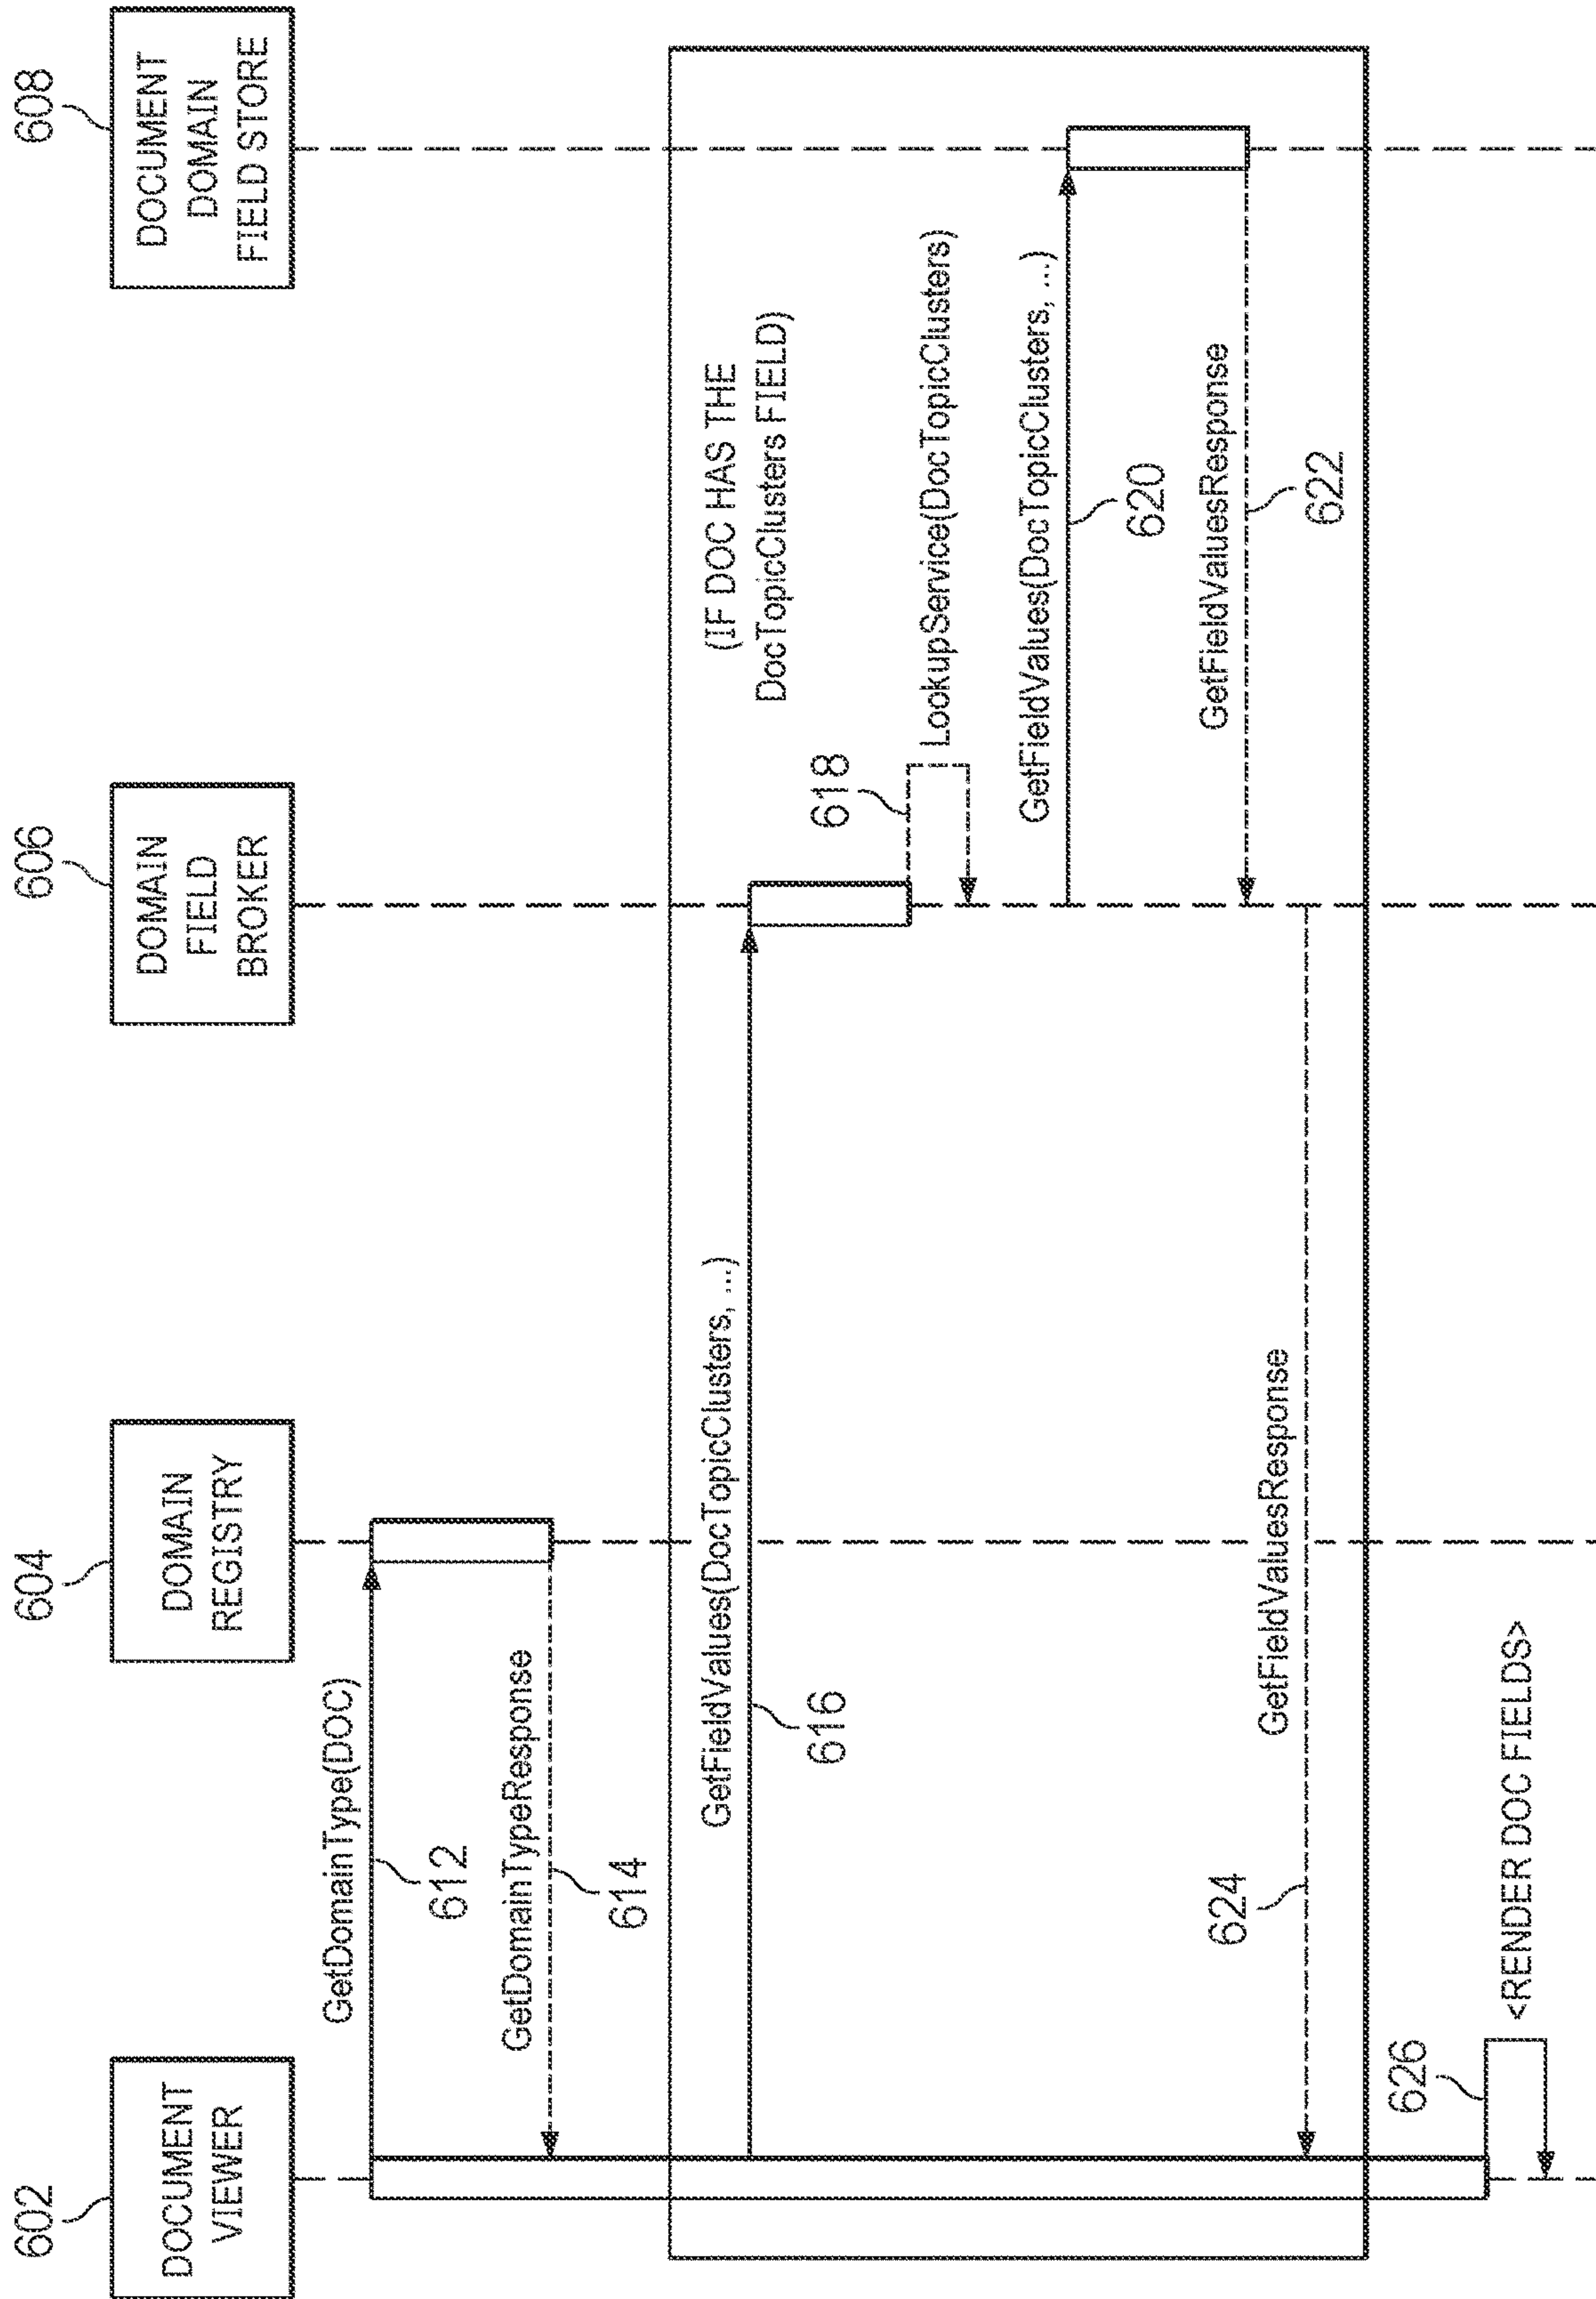 602
DOCUMENT
VIEWER
604
DOMAIN
REGISTRY
606
DOMAIN
FIELD
BROKER
608
DOCUMENT
DOMAIN
FIELD STORE
GetDomainType(DOC)
612
GetDomainTypeResponse
614
GetFieldValues(DocTopicClusters, ...)
616
(IF DOC HAS THE
DocTopicClusters FIELD)
618
LookupService(DocTopicClusters)
GetFieldValues(DocTopicClusters, ...)
620
GetFieldValuesResponse
622
GetFieldValuesResponse
624
626
<RENDER DOC FIELDS>